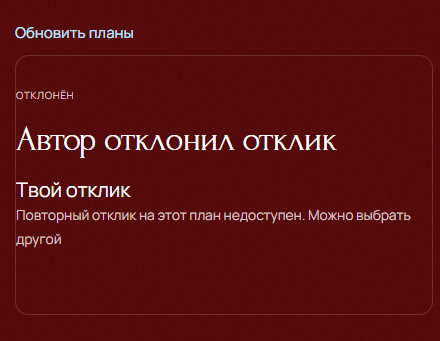 Обновить планы
ОТКЛОНЁН
Автор отклонил отклик
Твой отклик
Повторный отклик на этот план недоступен. Можно выбрать
другой